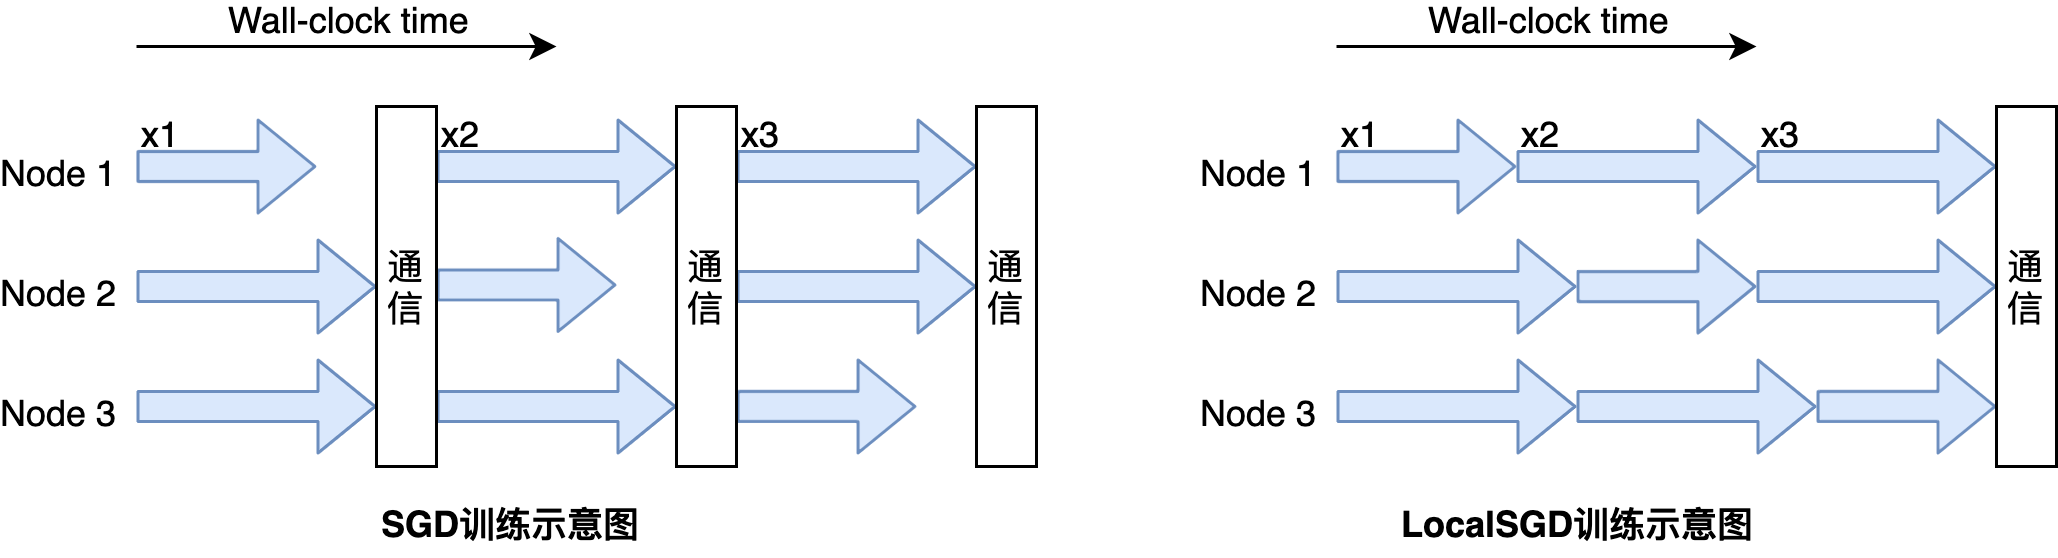 Wall-clock time
x1
x2
x3
Node 1
Node 2
Node 3
通信
通信
通信
SGD训练示意图
Wall-clock time
x1
x2
x3
Node 1
Node 2
Node 3
通信
LocalSGD训练示意图